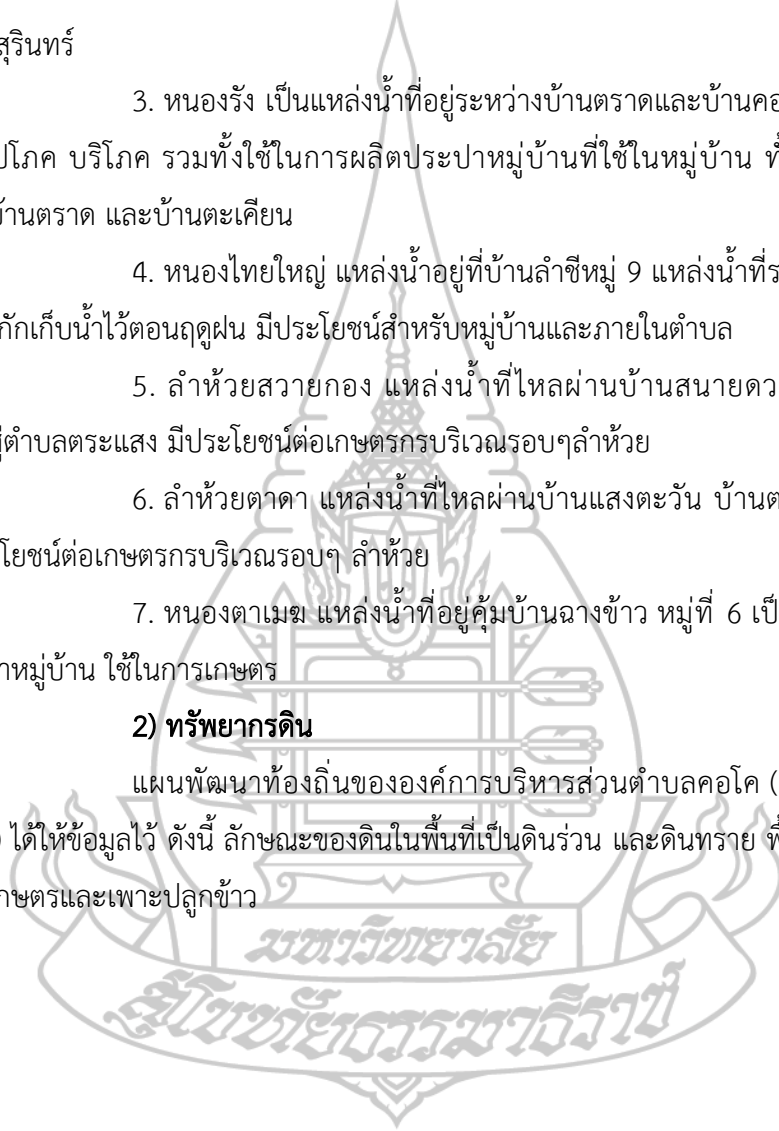 สุรินทร์
3. หนองรัง เป็นแหล่งน้ำที่อยู่ระหว่างบ้านตราดและบ้านคอ
ปโภค บริโภค รวมทั้งใช้ในการผลิตประปาหมู่บ้านที่ใช้ในหมู่บ้าน
บ้านตราด และบ้านตะเคียน
4. หนองไทยใหญ่ แหล่งน้ำอยู่ที่บ้านลำชีหมู่ 9 แหล่งน้ำที่
กักเก็บน้ำไว้ตอนฤดูฝน มีประโยชน์สำหรับหมู่บ้านและภายในตำบล
5. ลำห้วยสวายกอง แหล่งน้ำที่ไหลผ่านบ้านสนายดว
สู่ตำบลตระแสง มีประโยชน์ต่อเกษตรกรบริเวณรอบๆลำห้วย
6. ลำห้วยตาดา แหล่งน้ำที่ไหลผ่านบ้านแสงตะวัน บ้านต
โยชน์ต่อเกษตรกรบริเวณรอบๆ ลำห้วย
7. หนองตาเมฆ แหล่งน้ำที่อยู่คุ้มบ้านฉางข้าว หมู่ที่ 6 เป็
าหมู่บ้าน ใช้ในการเกษตร
2) ทรัพยากรดิน
แผนพัฒนาท้องถิ่นขององค์การบริหารส่วนตำบลคอโค (
) ได้ให้ข้อมูลไว้ ดังนี้ ลักษณะของดินในพื้นที่เป็นดินร่วน และดินทราย
กษตรและเพาะปลูกข้าว
มหาวิทยาลัย
สุโขทัยธรรมาธิราช